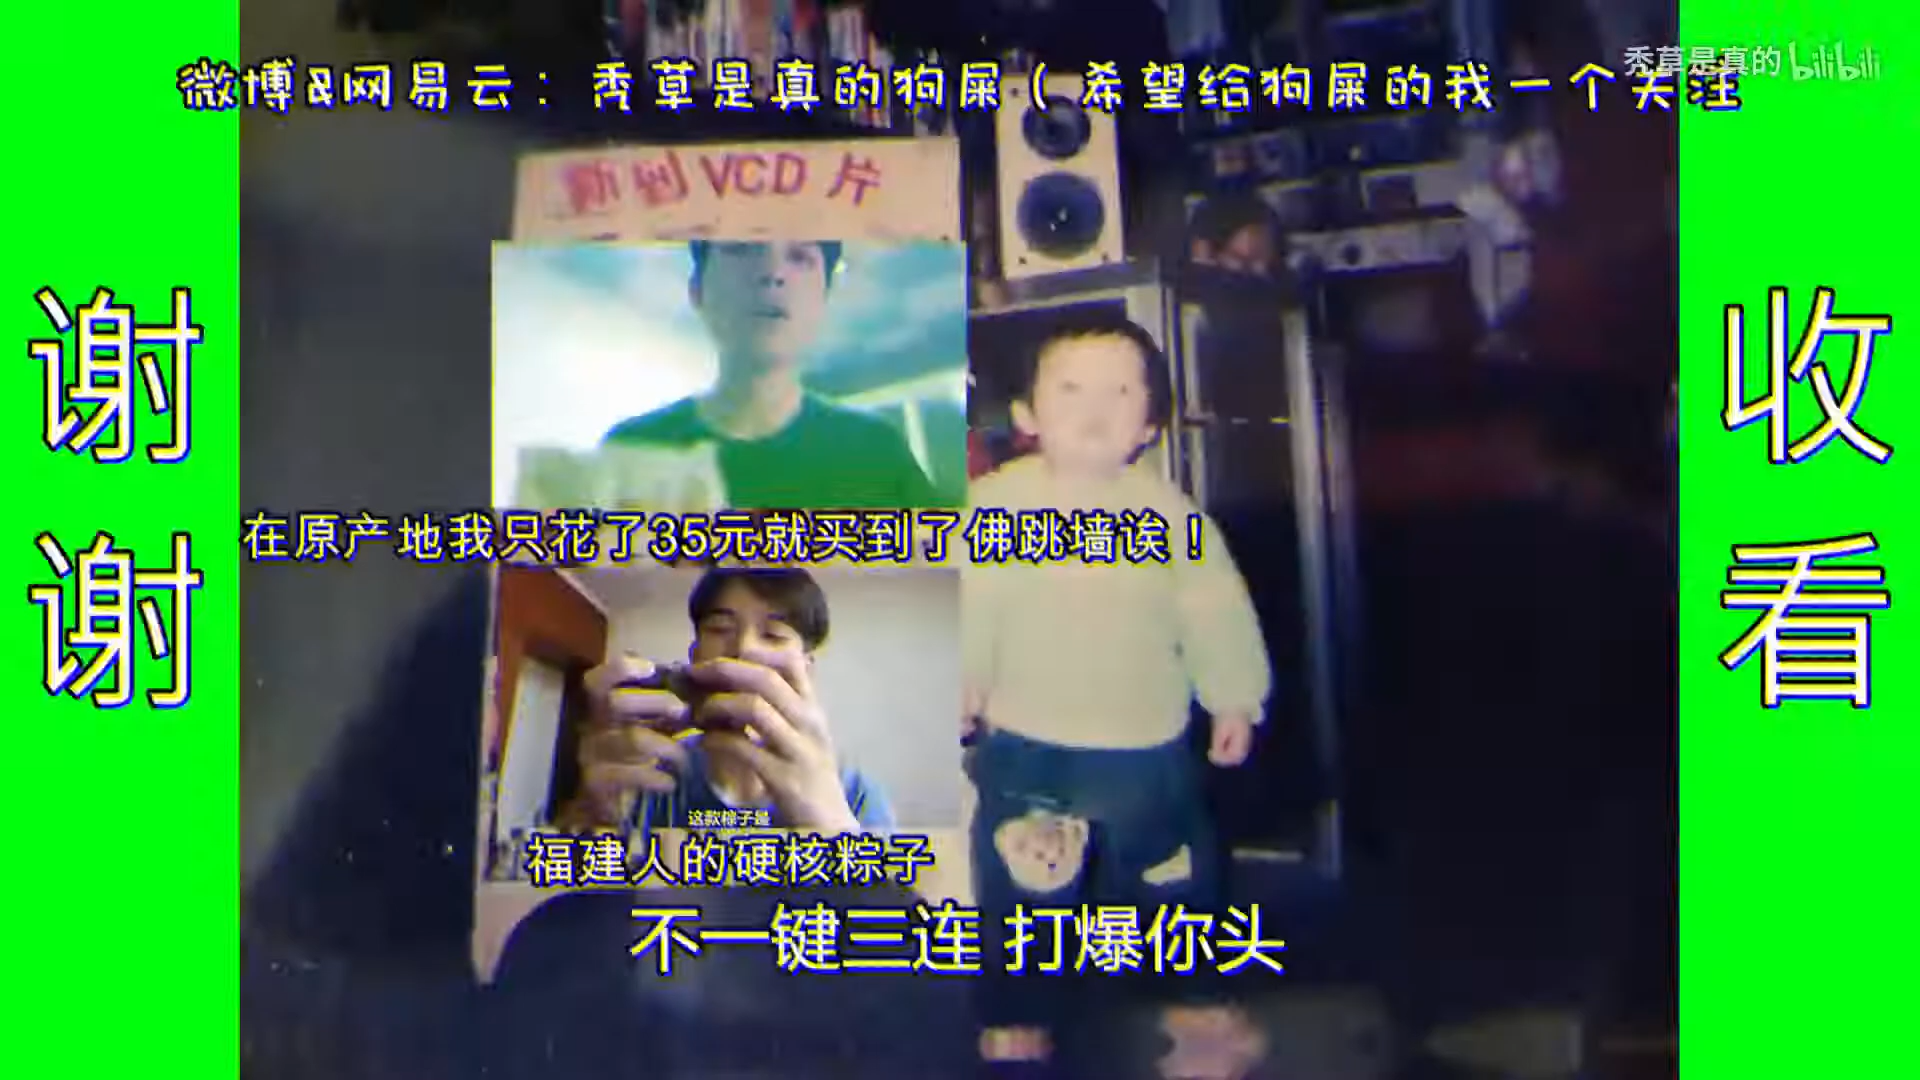 秃草是真的 bilibili
微博&网易云：秃草是真的狗屎（希望给狗屎的我一个关注
新到VCD片
谢谢
收看
在原产地我只花了35元就买到了佛跳墙诶！
这款粽子是
福建人的硬核粽子
不一键三连 打爆你头